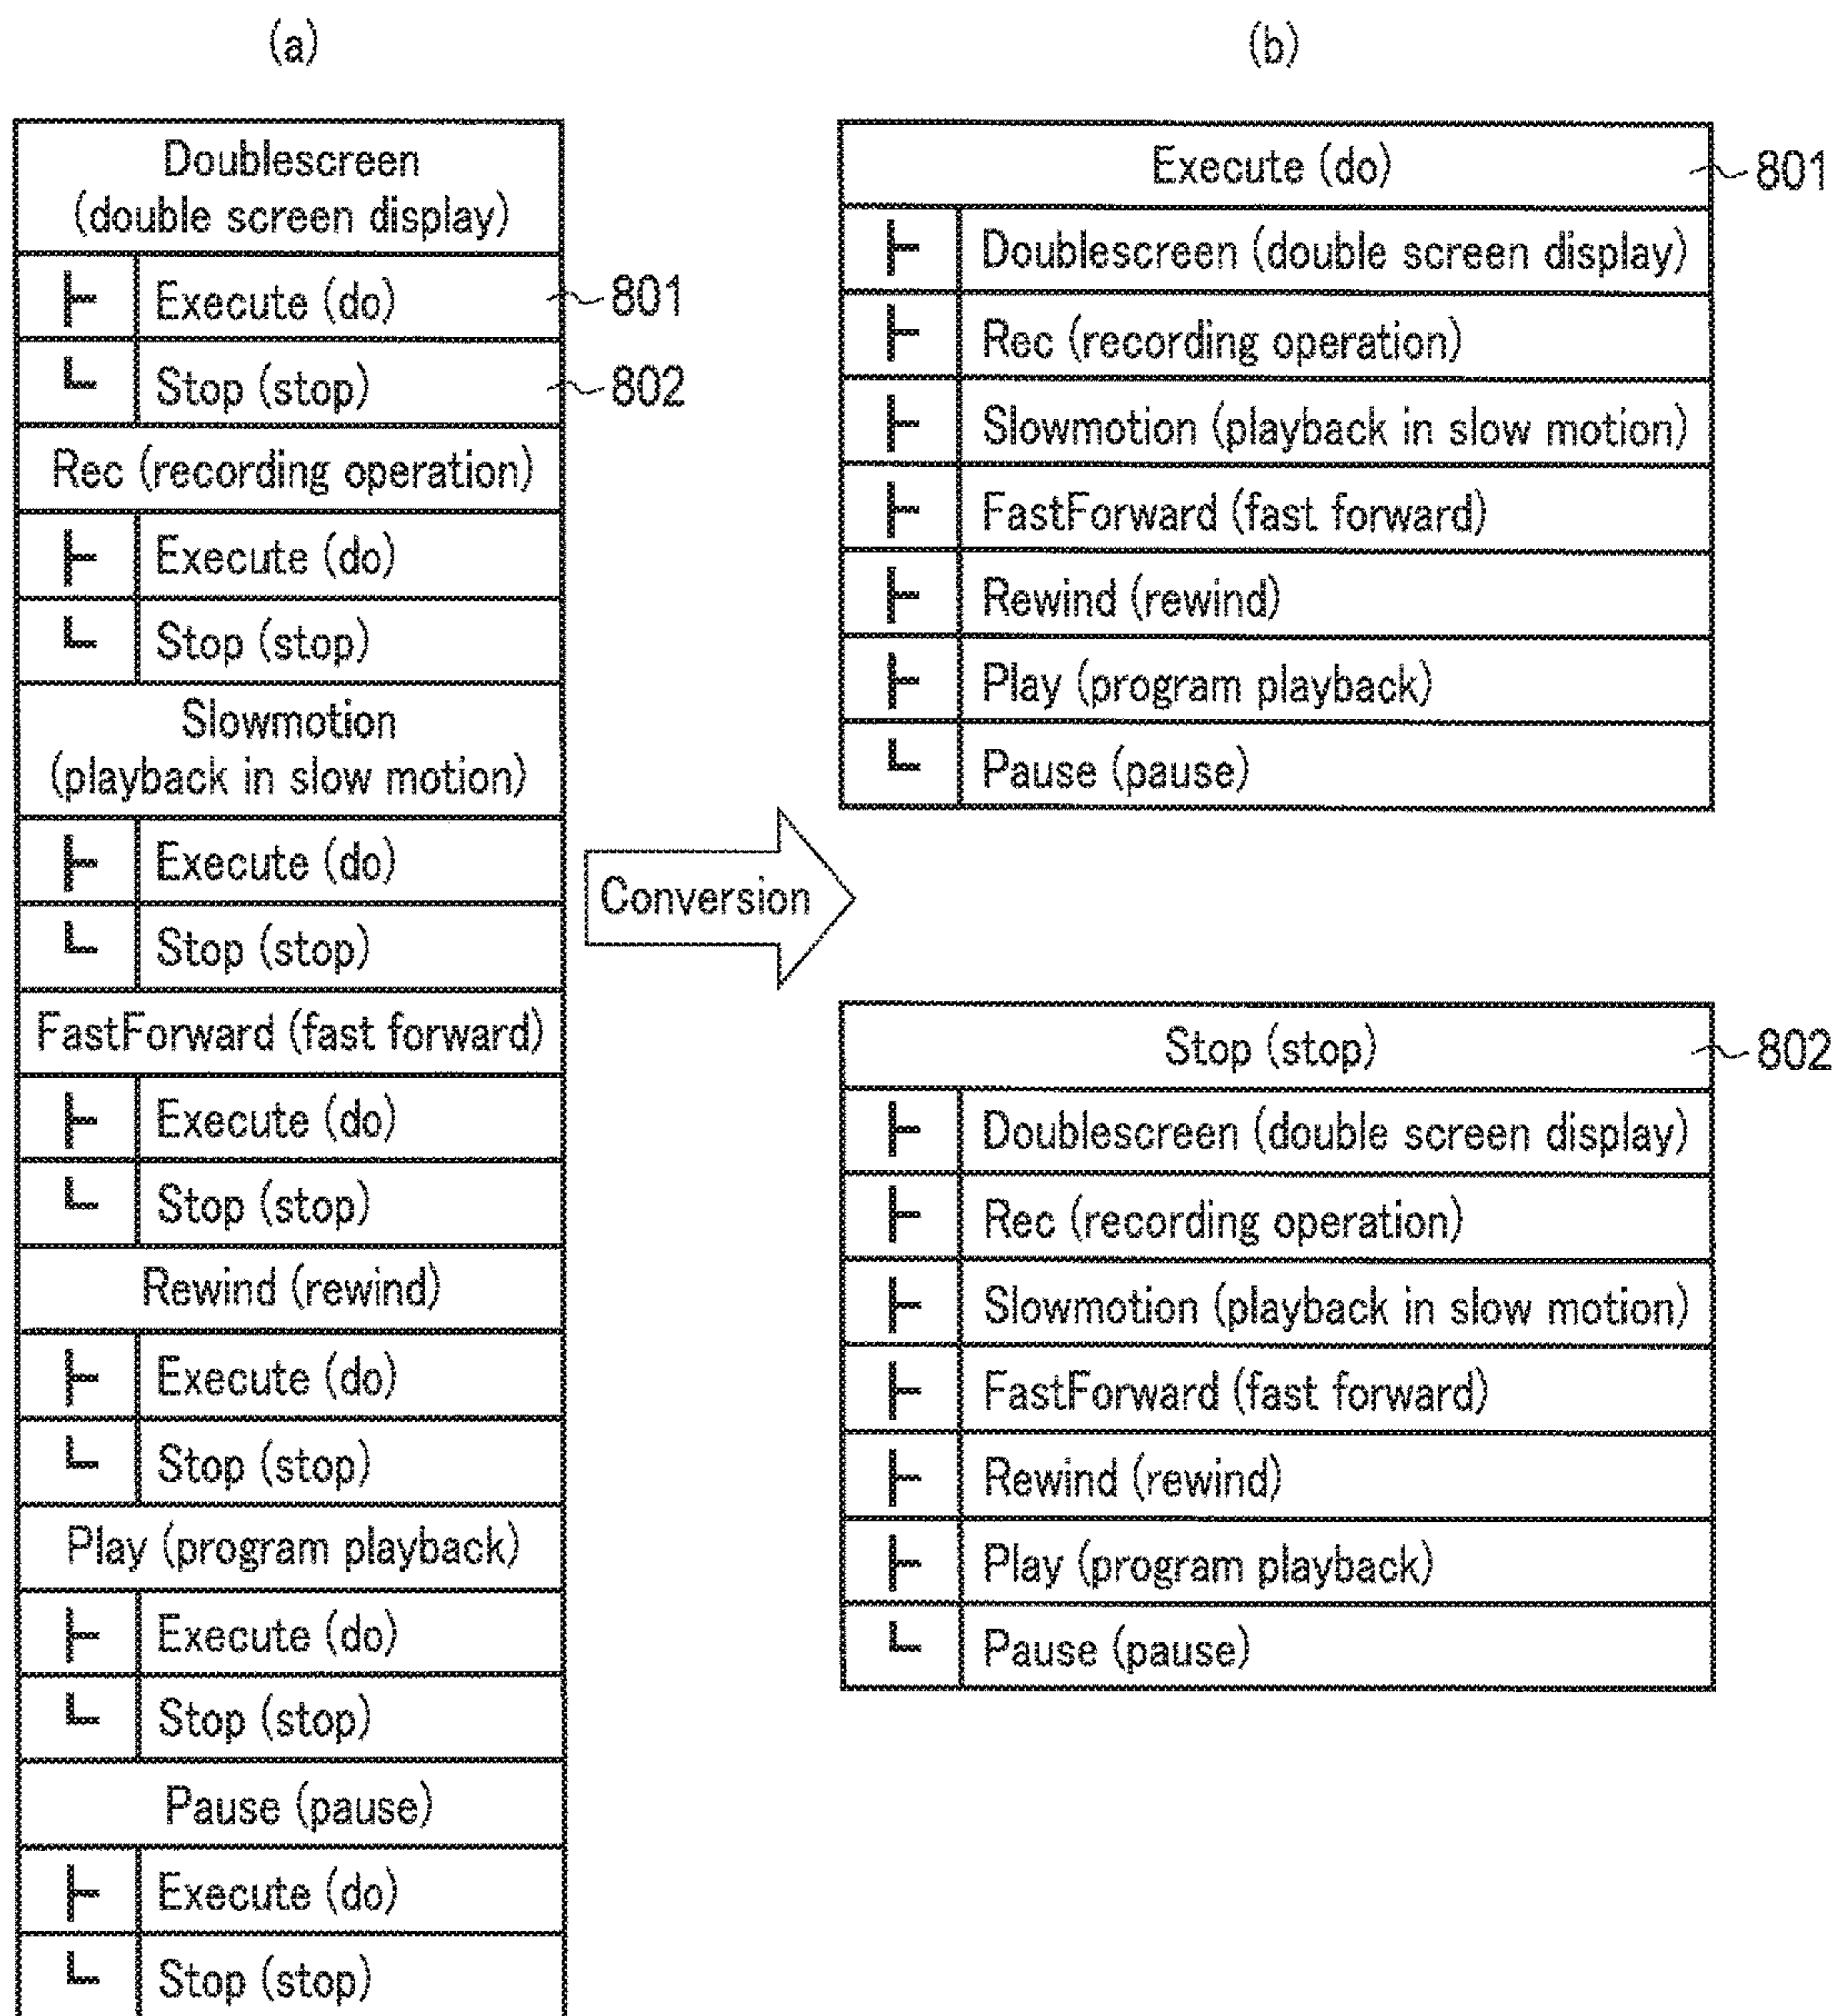 (a)
Doublescreen
(double screen display)
Execute (do)
801
Stop (stop)
802
Rec (recording operation)
Execute (do)
Stop (stop)
Slowmotion
(playback in slow motion)
Execute (do)
Stop (stop)
FastForward (fast forward)
Execute (do)
Stop (stop)
Rewind (rewind)
Execute (do)
Stop (stop)
Play (program playback)
Execute (do)
Stop (stop)
Pause (pause)
Execute (do)
Stop (stop)
Conversion
(b)
Execute (do)
801
Doublescreen (double screen display)
Rec (recording operation)
Slowmotion (playback in slow motion)
FastForward (fast forward)
Rewind (rewind)
Play (program playback)
Pause (pause)
Stop (stop)
802
Doublescreen (double screen display)
Rec (recording operation)
Slowmotion (playback in slow motion)
FastForward (fast forward)
Rewind (rewind)
Play (program playback)
Pause (pause)